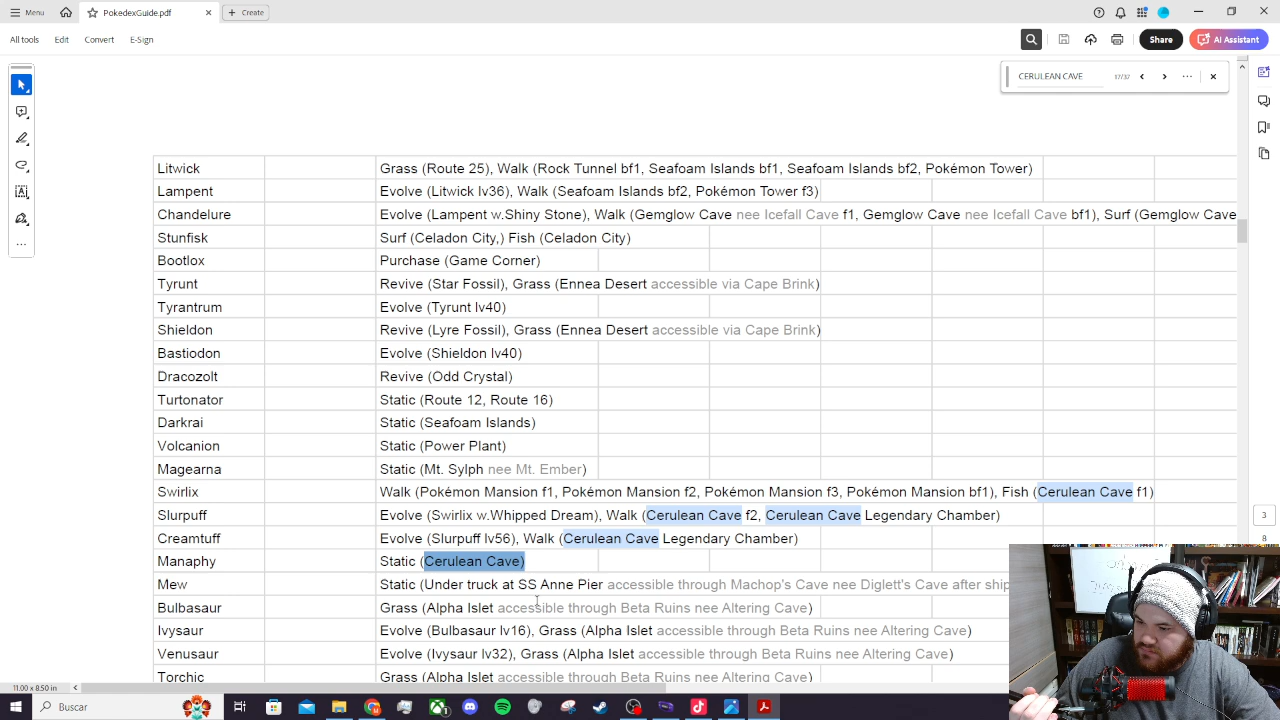 Menu PokedexGuide.pdf Create
All tools Edit Convert E-Sign Share AI Assistant
CERULEAN CAVE 17/37
Litwick Grass (Route 25), Walk (Rock Tunnel bf1, Seafoam Islands bf1, Seafoam Islands bf2, Pokémon Tower)
Lampent Evolve (Litwick lv36), Walk (Seafoam Islands bf2, Pokémon Tower f3)
Chandelure Evolve (Lampent w.Shiny Stone), Walk (Gemglow Cave nee Icefall Cave f1, Gemglow Cave nee Icefall Cave bf1), Surf (Gemglow Cave
Stunfisk Surf (Celadon City,) Fish (Celadon City)
Bootlox Purchase (Game Corner)
Tyrunt Revive (Star Fossil), Grass (Ennea Desert accessible via Cape Brink)
Tyrantrum Evolve (Tyrunt lv40)
Shieldon Revive (Lyre Fossil), Grass (Ennea Desert accessible via Cape Brink)
Bastiodon Evolve (Shieldon lv40)
Dracozolt Revive (Odd Crystal)
Turtonator Static (Route 12, Route 16)
Darkrai Static (Seafoam Islands)
Volcanion Static (Power Plant)
Magearna Static (Mt. Sylph nee Mt. Ember)
Swirlix Walk (Pokémon Mansion f1, Pokémon Mansion f2, Pokémon Mansion f3, Pokémon Mansion bf1), Fish (Cerulean Cave f1)
Slurpuff Evolve (Swirlix w.Whipped Dream), Walk (Cerulean Cave f2, Cerulean Cave Legendary Chamber)
3
Creamtuff Evolve (Slurpuff lv56), Walk (Cerulean Cave Legendary Chamber)
8
Manaphy Static (Cerulean Cave)
Mew Static (Under truck at SS Anne Pier accessible through Machop's Cave nee Diglett's Cave after ship
Bulbasaur Grass (Alpha Islet accessible through Beta Ruins nee Altering Cave)
Ivysaur Evolve (Bulbasaur lv16), Grass (Alpha Islet accessible through Beta Ruins nee Altering Cave)
Venusaur Evolve (Ivysaur lv32), Grass (Alpha Islet accessible through Beta Ruins nee Altering Cave)
Torchic Grass (Alpha Islet accessible through Beta Ruins nee Altering Cave)
11.00 x 8.50 in
Buscar